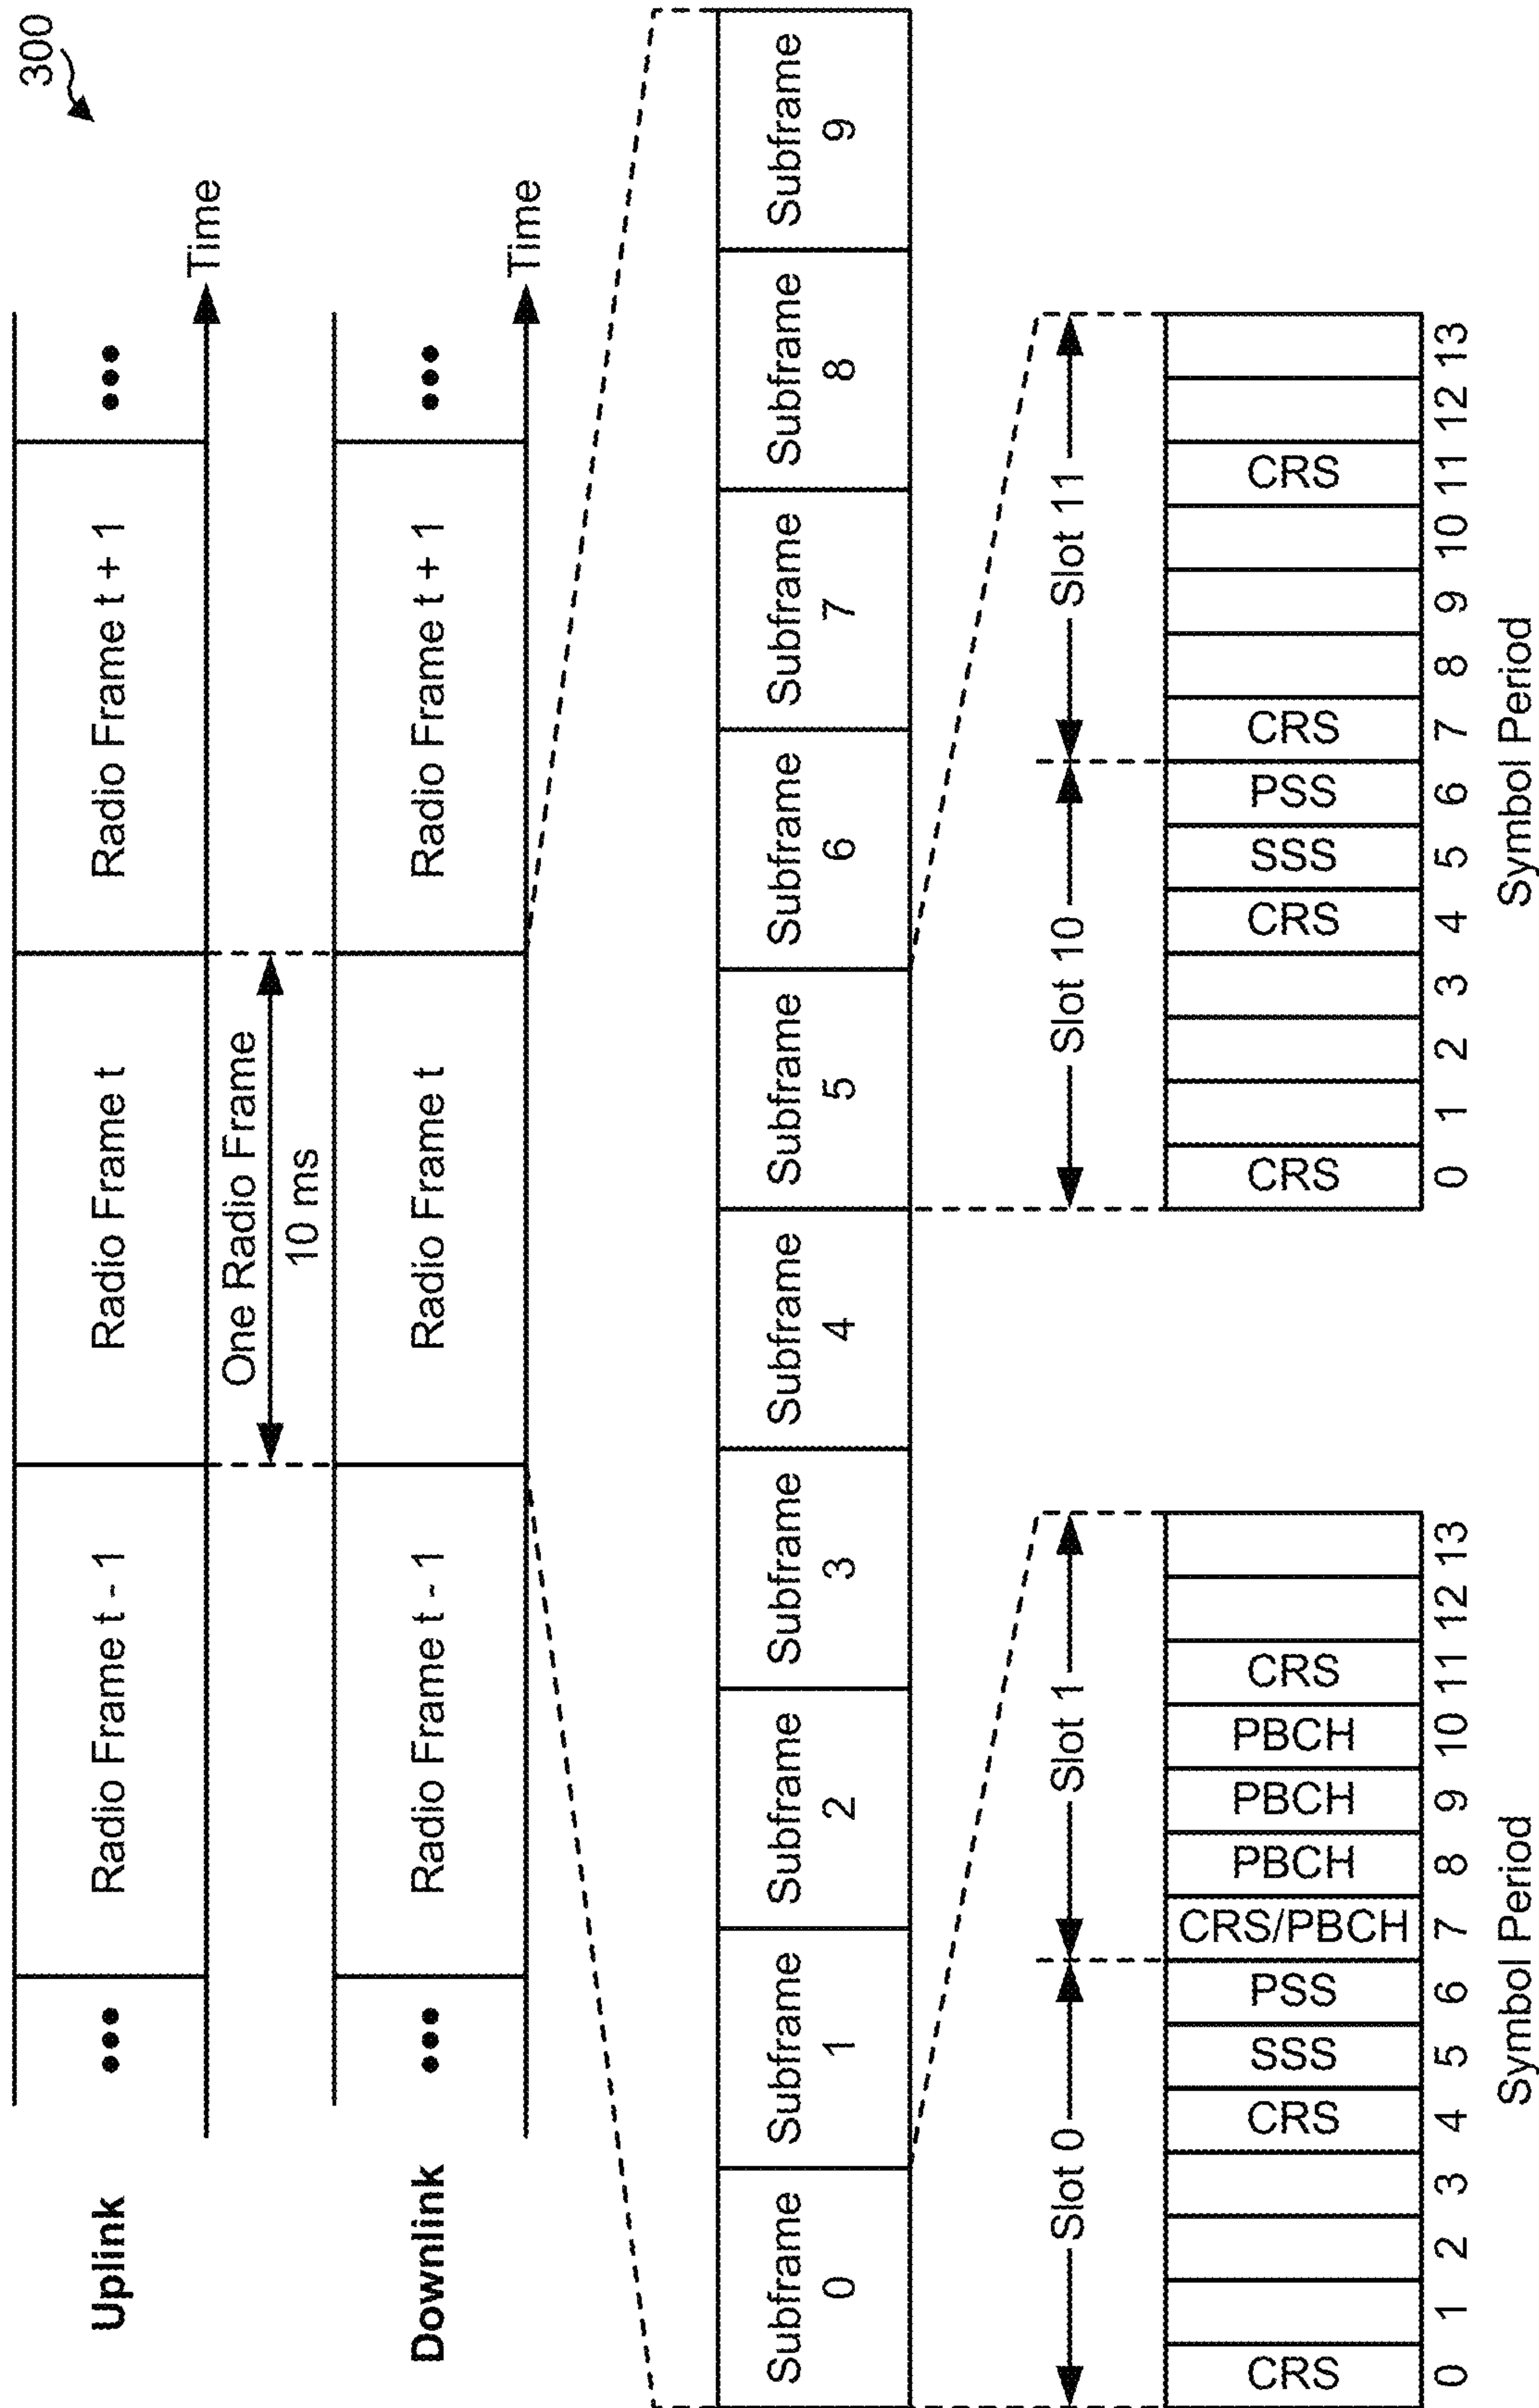 300
Uplink
•••
Radio Frame t - 1
Radio Frame t
Radio Frame t + 1
•••
Time
One Radio Frame
10 ms
Downlink
•••
Radio Frame t - 1
Radio Frame t
Radio Frame t + 1
•••
Time
Subframe 0
Subframe 1
Subframe 2
Subframe 3
Subframe 4
Subframe 5
Subframe 6
Subframe 7
Subframe 8
Subframe 9
Slot 0
Slot 1
CRS
CRS
SSS
PSS
CRS/PBCH
PBCH
PBCH
PBCH
CRS
0 1 2 3 4 5 6 7 8 9 10 11 12 13
Symbol Period
Slot 10
Slot 11
CRS
CRS
SSS
PSS
CRS
CRS
0 1 2 3 4 5 6 7 8 9 10 11 12 13
Symbol Period